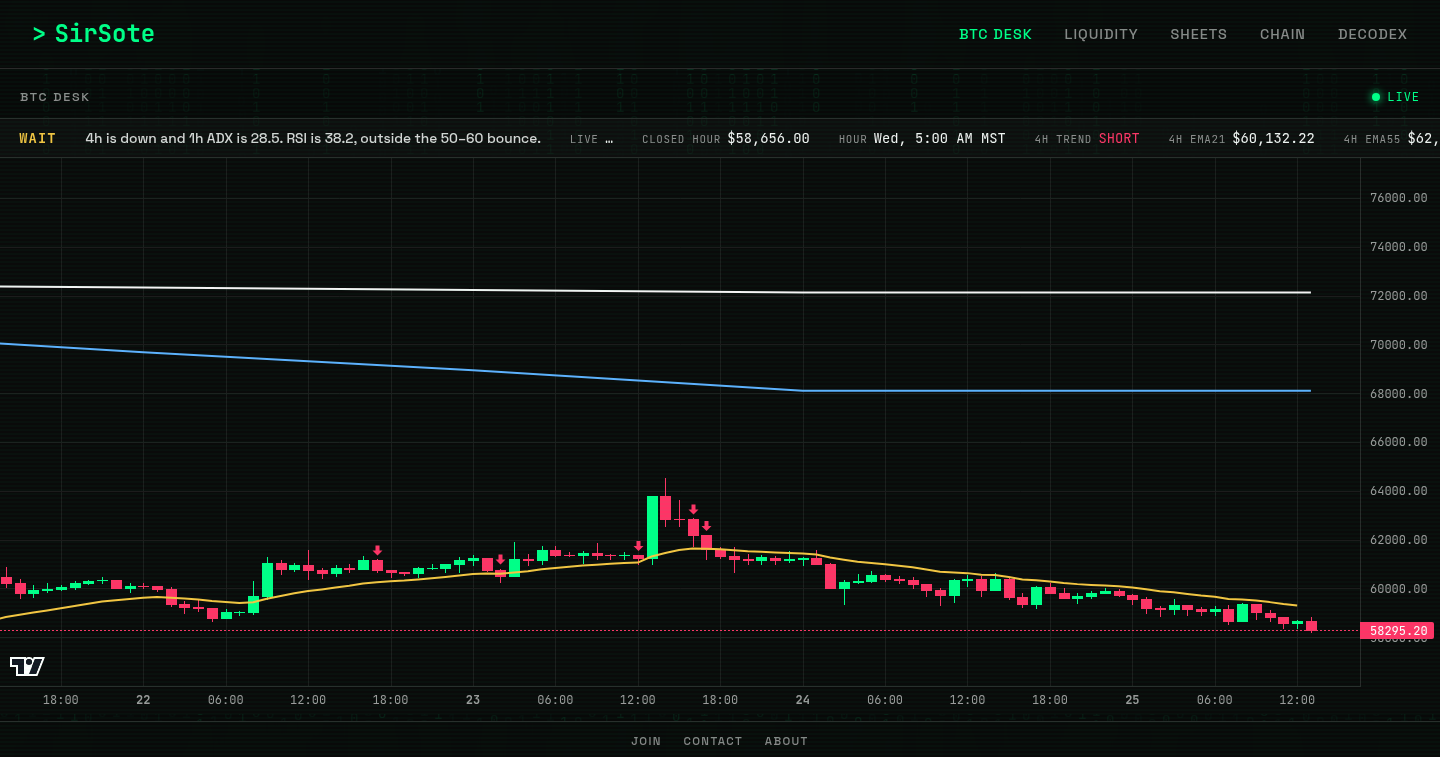 > SirSote
BTC DESK LIQUIDITY SHEETS CHAIN DECODEX
BTC DESK
LIVE
WAIT 4h is down and 1h ADX is 28.5. RSI is 38.2, outside the 50–60 bounce. LIVE … CLOSED HOUR $58,656.00 HOUR Wed, 5:00 AM MST 4H TREND SHORT 4H EMA21 $60,132.22 4H EMA55 $62,
76000.00
74000.00
72000.00
70000.00
68000.00
66000.00
64000.00
62000.00
60000.00
58295.20
18:00 22 06:00 12:00 18:00 23 06:00 12:00 18:00 24 06:00 12:00 18:00 25 06:00 12:00
JOIN CONTACT ABOUT